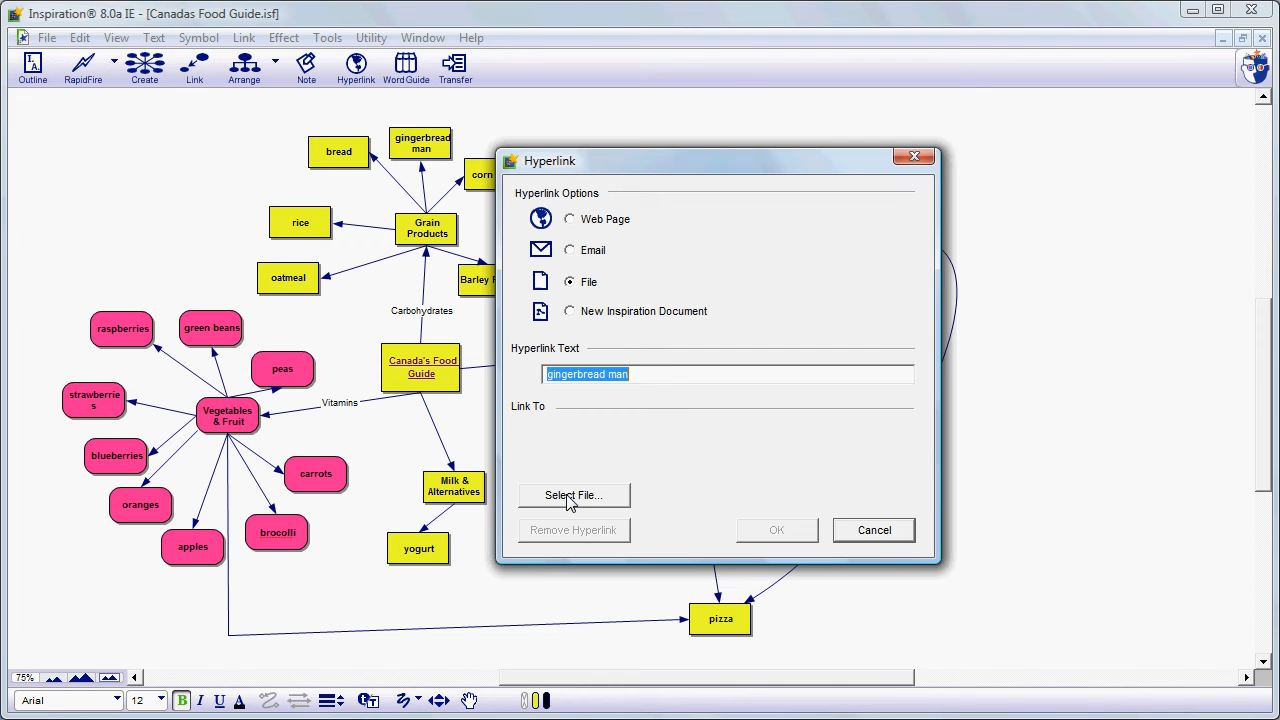 Inspiration® 8.0a IE - [Canadas Food Guide.isf]
File Edit View Text Symbol Link Effect Tools Utility Window Help
Outline RapidFire Create Link Arrange Note Hyperlink Word Guide Transfer
gingerbread
man
bread
corn
rice
Grain
Products
oatmeal
Barley
Carbohydrates
raspberries
green beans
peas
Canada's Food
Guide
strawberrie
s
Vitamins
Vegetables
& Fruit
blueberries
carrots
Milk &
Alternatives
oranges
brocolli
apples
yogurt
pizza
Hyperlink
Hyperlink Options
Web Page
Email
File
New Inspiration Document
Hyperlink Text
gingerbread man
Link To
Select File...
Remove Hyperlink OK Cancel
75%
Arial 12 B I U A